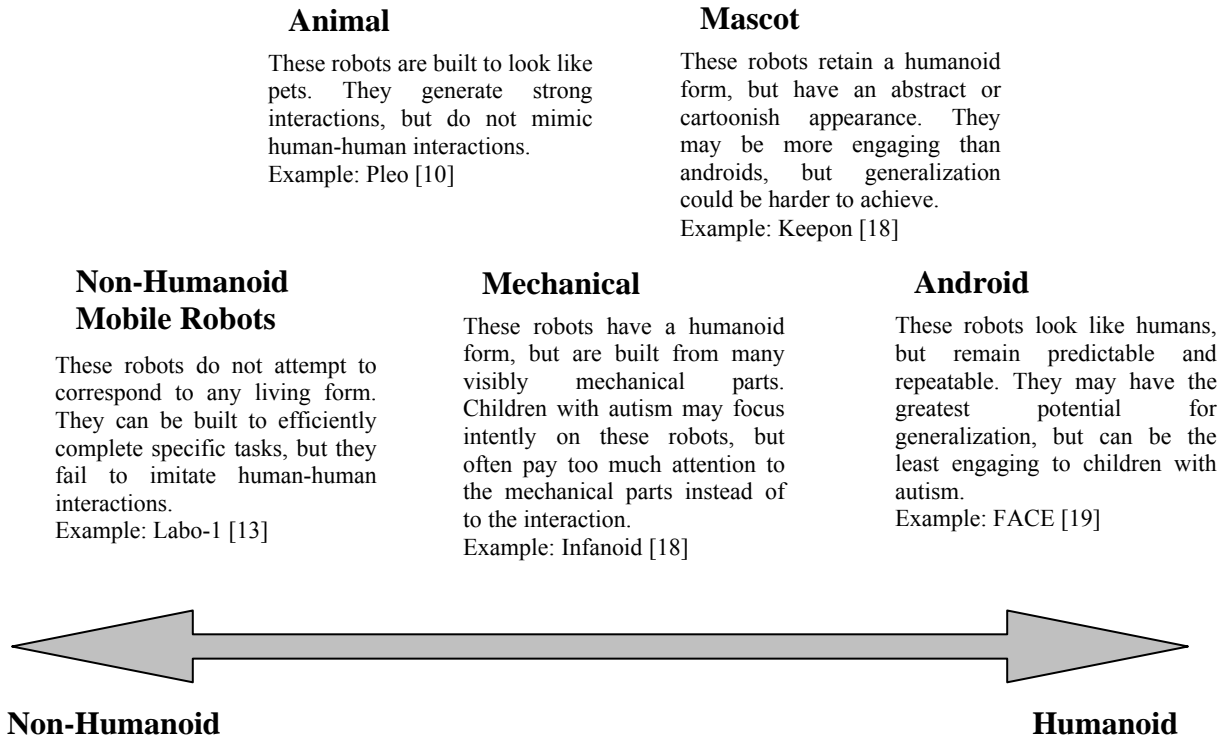 Animal
These robots are built to look like
pets. They generate strong
interactions, but do not mimic
human-human interactions.
Example: Pleo [10]
Mascot
These robots retain a humanoid
form, but have an abstract or
cartoonish appearance. They
may be more engaging than
androids, but generalization
could be harder to achieve.
Example: Keepon [18]
Non-Humanoid
Mobile Robots
These robots do not attempt to
correspond to any living form.
They can be built to efficiently
complete specific tasks, but they
fail to imitate human-human
interactions.
Example: Labo-1 [13]
Mechanical
These robots have a humanoid
form, but are built from many
visibly mechanical parts.
Children with autism may focus
intently on these robots, but
often pay too much attention to
the mechanical parts instead of
to the interaction.
Example: Infanoid [18]
Android
These robots look like humans,
but remain predictable and
repeatable. They may have the
greatest potential for
generalization, but can be the
least engaging to children with
autism.
Example: FACE [19]
Non-Humanoid
Humanoid